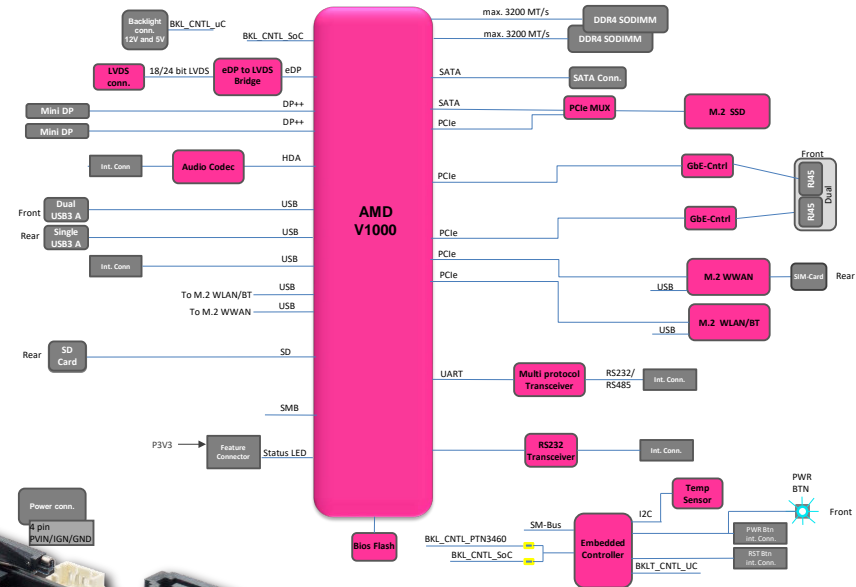 Backlight
conn.
12V and 5V
BKL_CNTL_uC
BKL_CNTL_SoC
LVDS
conn.
18/24 bit LVDS
eDP to LVDS
Bridge
eDP
Mini DP
DP++
Mini DP
DP++
Int. Conn
Audio Codec
HDA
Front
Dual
USB3 A
USB
Rear
Single
USB3 A
USB
Int. Conn
USB
To M.2 WLAN/BT
USB
To M.2 WWAN
USB
Rear
SD
Card
SD
SMB
P3V3
Feature
Connector
Status LED
Power conn.
4 pin
PVIN/IGN/GND
AMD
V1000
Bios Flash
max. 3200 MT/s
DDR4 SODIMM
max. 3200 MT/s
DDR4 SODIMM
SATA
SATA Conn.
SATA
PCIe
PCIe MUX
M.2 SSD
PCIe
GbE-Cntrl
Front
RJ45
RJ45
Dual
PCIe
GbE-Cntrl
PCIe
M.2 WWAN
USB
SIM-Card
Rear
PCIe
M.2 WLAN/BT
USB
UART
Multi protocol
Transceiver
RS232/
RS485
Int. Conn.
RS232
Transceiver
Int. Conn.
Temp
Sensor
I2C
PWR
BTN
Front
SM-Bus
BKL_CNTL_PTN3460
BKL_CNTL_SoC
Embedded
Controller
PWR Btn
int. Conn.
RST Btn
int. Conn.
BKLT_CNTL_UC